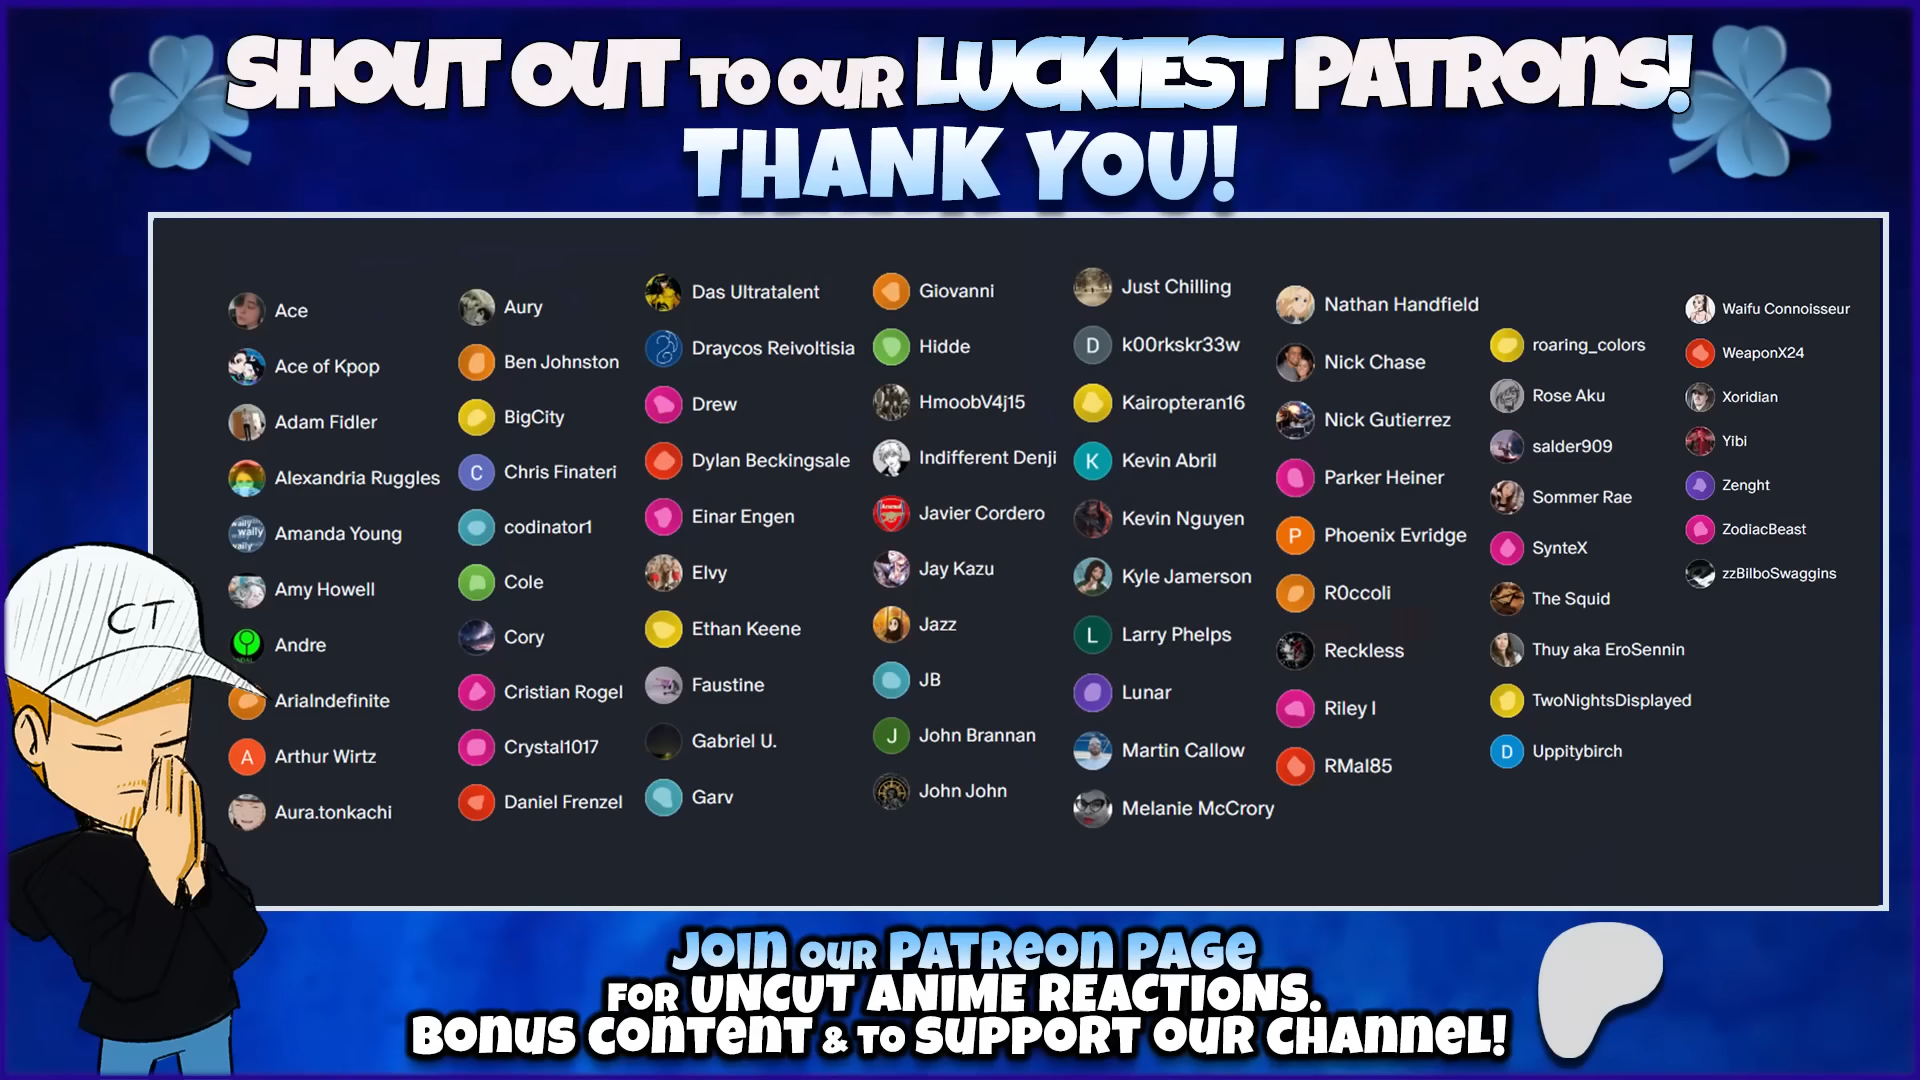 SHOUT OUT TO OUR LUCKIEST PATRONS!
THANK YOU!
Ace
Ace of Kpop
Adam Fidler
Alexandria Ruggles
Amanda Young
Amy Howell
Andre
AriaIndefinite
Arthur Wirtz
Aura.tonkachi
Aury
Ben Johnston
BigCity
Chris Finateri
codinator1
Cole
Cory
Cristian Rogel
Crystal1017
Daniel Frenzel
Das Ultratalent
Draycos Reivoltisia
Drew
Dylan Beckingsale
Einar Engen
Elvy
Ethan Keene
Faustine
Gabriel U.
Garv
Giovanni
Hidde
HmoobV4j15
Indifferent Denji
Javier Cordero
Jay Kazu
Jazz
JB
John Brannan
John John
Just Chilling
k00rkskr33w
Kairopteran16
Kevin Abril
Kevin Nguyen
Kyle Jamerson
Larry Phelps
Lunar
Martin Callow
Melanie McCrory
Nathan Handfield
Nick Chase
Nick Gutierrez
Parker Heiner
Phoenix Evridge
R0ccoli
Reckless
Riley I
RMal85
roaring_colors
Rose Aku
salder909
Sommer Rae
SynteX
The Squid
Thuy aka EroSennin
TwoNightsDisplayed
Uppitybirch
Waifu Connoisseur
WeaponX24
Xoridian
Yibi
Zenght
ZodiacBeast
zzBilboSwaggins
A
C
J
D
K
L
P
D
wally
Arsenal
CT
JOIN OUR PATREON PAGE
FOR UNCUT ANIME REACTIONS.
BONUS CONTENT & TO SUPPORT OUR CHANNEL!